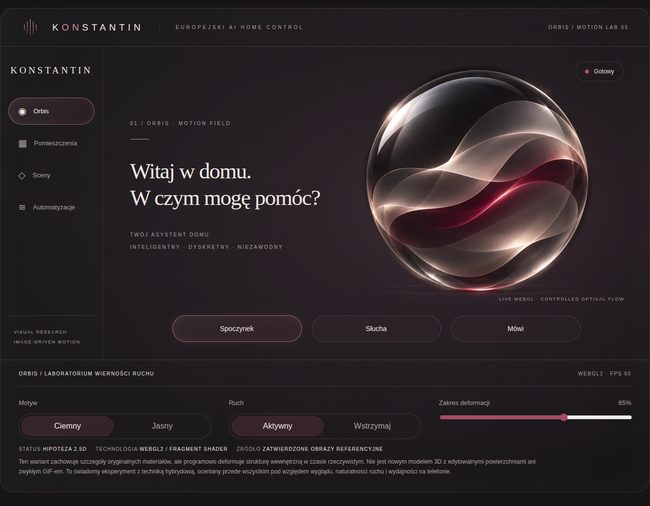 KONSTANTIN
EUROPEJSKI AI HOME CONTROL
ORBIS / MOTION LAB 05
KONSTANTIN
Orbis
Pomieszczenia
Sceny
Automatyzacje
VISUAL RESEARCH
IMAGE-DRIVEN MOTION
Gotowy
01 / ORBIS · MOTION FIELD
Witaj w domu.
W czym mogę pomóc?
TWÓJ ASYSTENT DOMU
INTELIGENTNY · DYSKRETNY · NIEZAWODNY
LIVE WEBGL · CONTROLLED OPTICAL FLOW
Spoczynek
Słucha
Mówi
ORBIS / LABORATORIUM WIERNOŚCI RUCHU
WEBGL2 · FPS 60
Motyw
Ciemny
Jasny
Ruch
Aktywny
Wstrzymaj
Zakres deformacji
65%
STATUS HIPOTEZA 2.5D TECHNOLOGIA WEBGL2 / FRAGMENT SHADER ŹRÓDŁO ZATWIERDZONE OBRAZY REFERENCYJNE
Ten wariant zachowuje szczegóły oryginalnych materiałów, ale programowo deformuje strukturę wewnętrzną w czasie rzeczywistym. Nie jest nowym modelem 3D z edytowalnymi powierzchniami ani
zwykłym GIF-em. To świadomy eksperyment z techniką hybrydową, oceniany przede wszystkim pod względem wyglądu, naturalności ruchu i wydajności na telefonie.